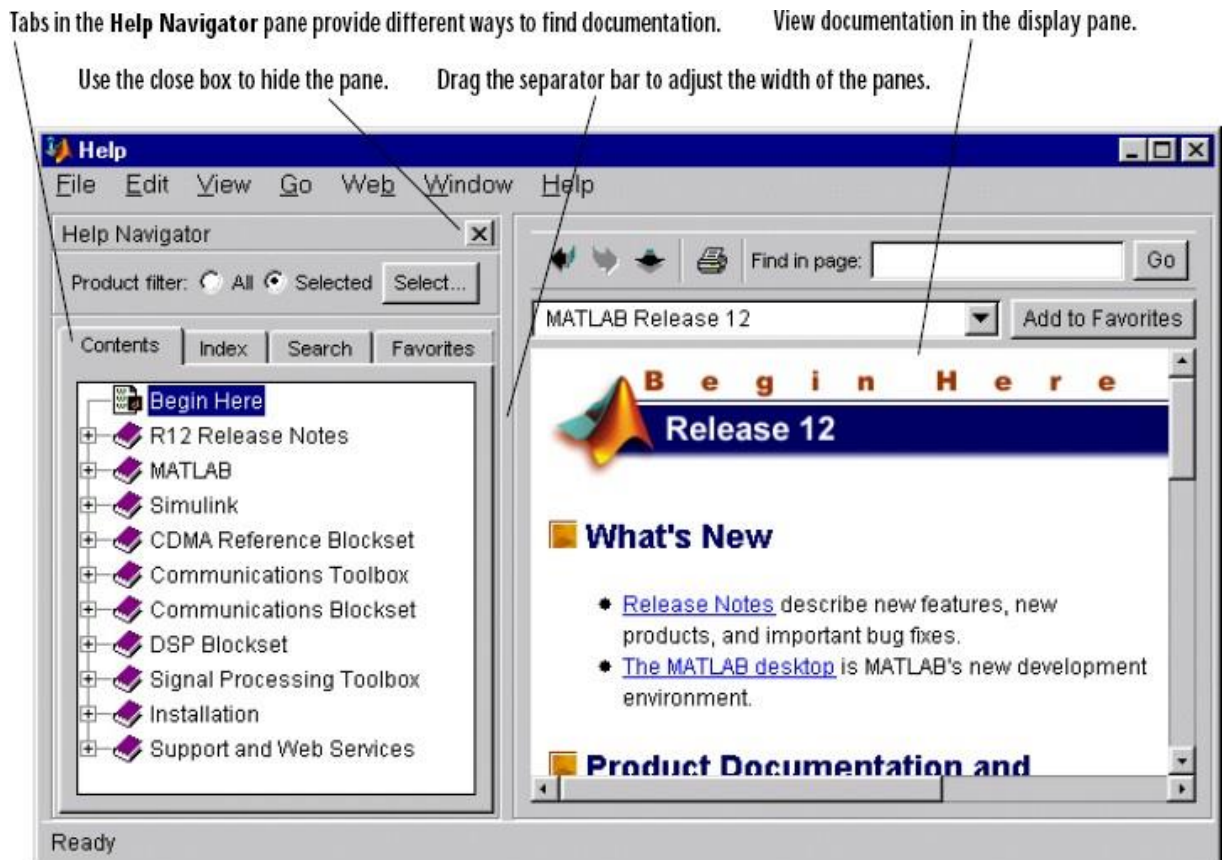 Tabs in the Help Navigator pane provide different ways to find documentation.
View documentation in the display pane.
Use the close box to hide the pane.
Drag the separator bar to adjust the width of the panes.
Help
File Edit View Go Web Window Help
Help Navigator
Product filter: All Selected Select...
Contents Index Search Favorites
Begin Here
R12 Release Notes
MATLAB
Simulink
CDMA Reference Blockset
Communications Toolbox
Communications Blockset
DSP Blockset
Signal Processing Toolbox
Installation
Support and Web Services
Find in page: Go
MATLAB Release 12 Add to Favorites
Begin Here
Release 12
What's New
Release Notes describe new features, new
products, and important bug fixes.
The MATLAB desktop is MATLAB's new development
environment.
Product Documentation and
Ready